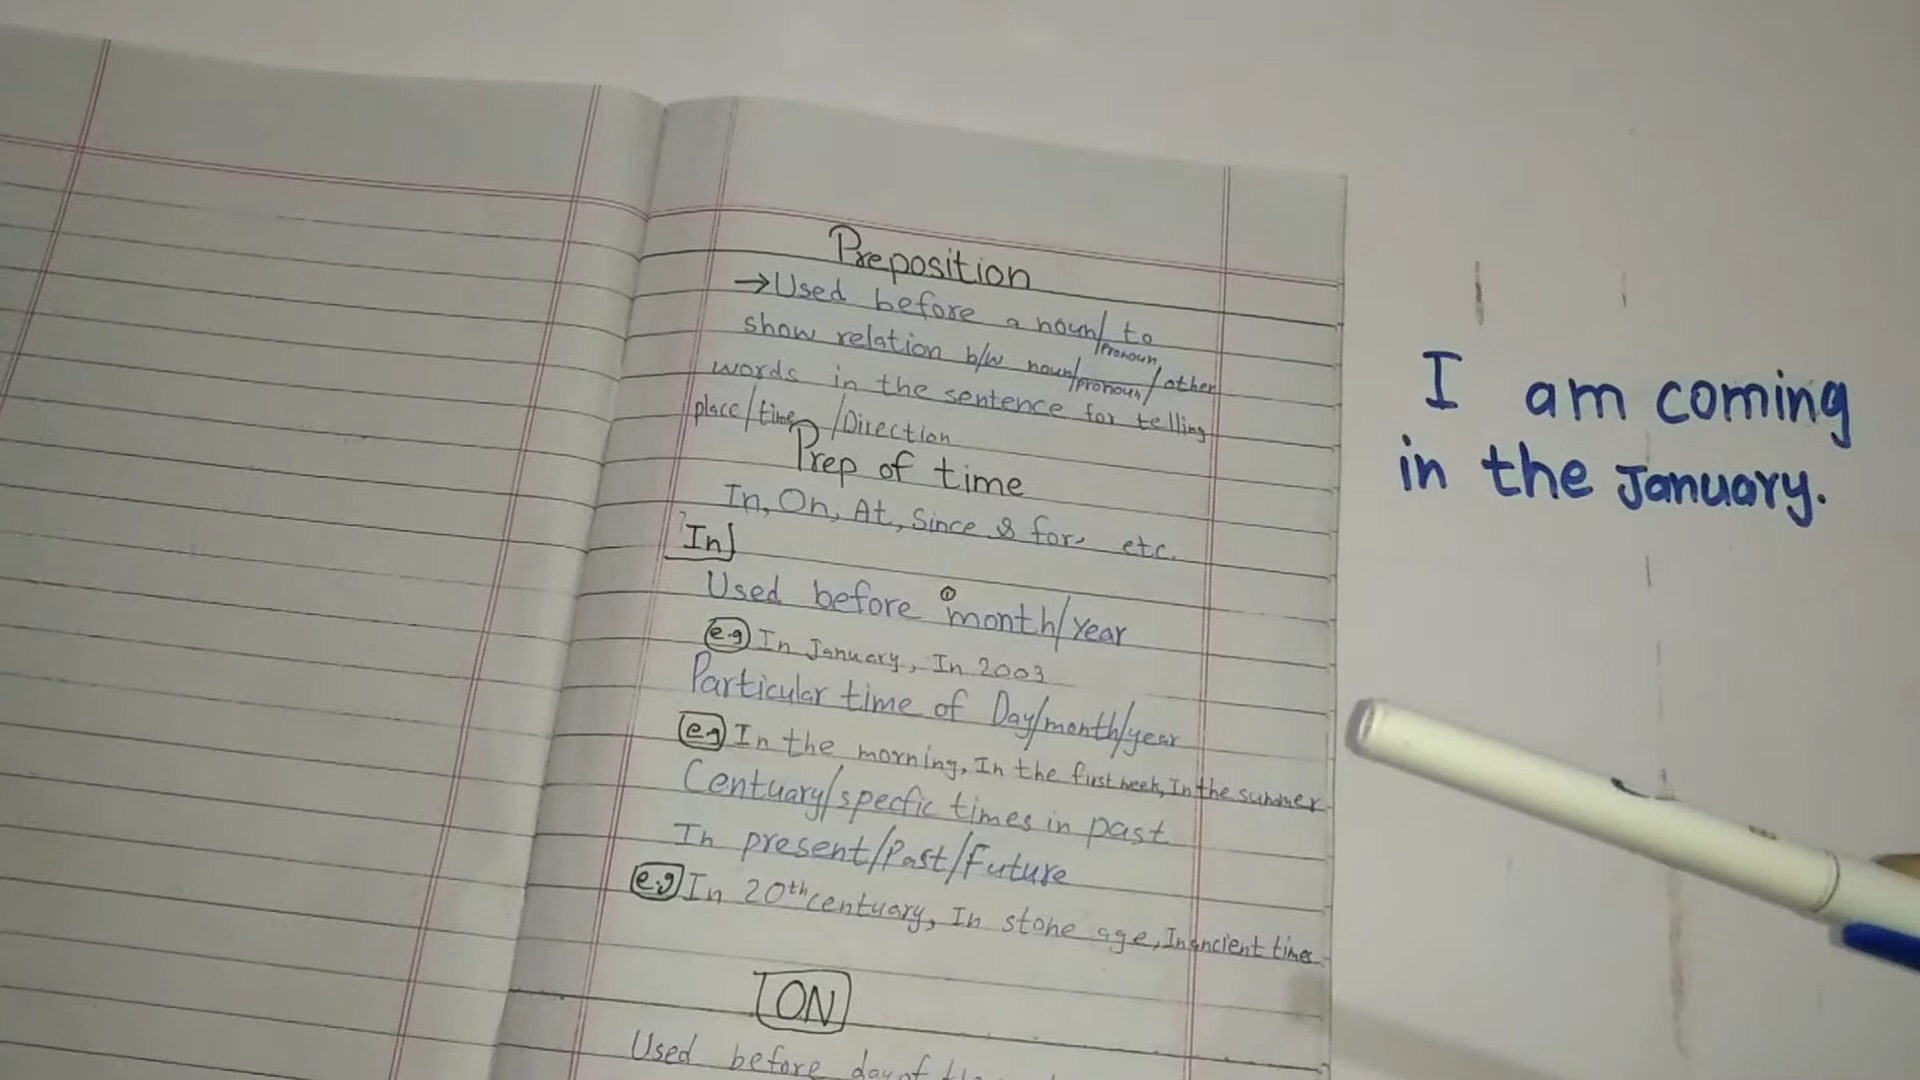 Preposition
→Used before a noun/pronoun to
show relation b/w noun/pronoun/other
words in the sentence for telling
place/time/Direction
Prep of time
In, On, At, Since & for, etc.
In
Used before ① month/year
e.g In January, In 2003
Particular time of Day/month/year
e.g In the morning, In the first week, In the summer
Centuary/specfic times in past
In present/Past/Future
e.g In 20th centuary, In stone age, In ancient times
ON
Used before day of
I am coming
in the January.